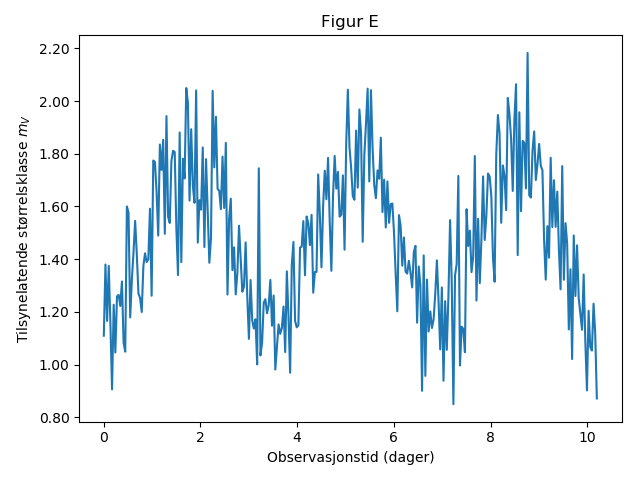 Figur E
2.20
2.00
1.80
1.60
1.40
1.20
1.00
0.80
Tilsynelatende størrelsklasse m_V
0 2 4 6 8 10
Observasjonstid (dager)